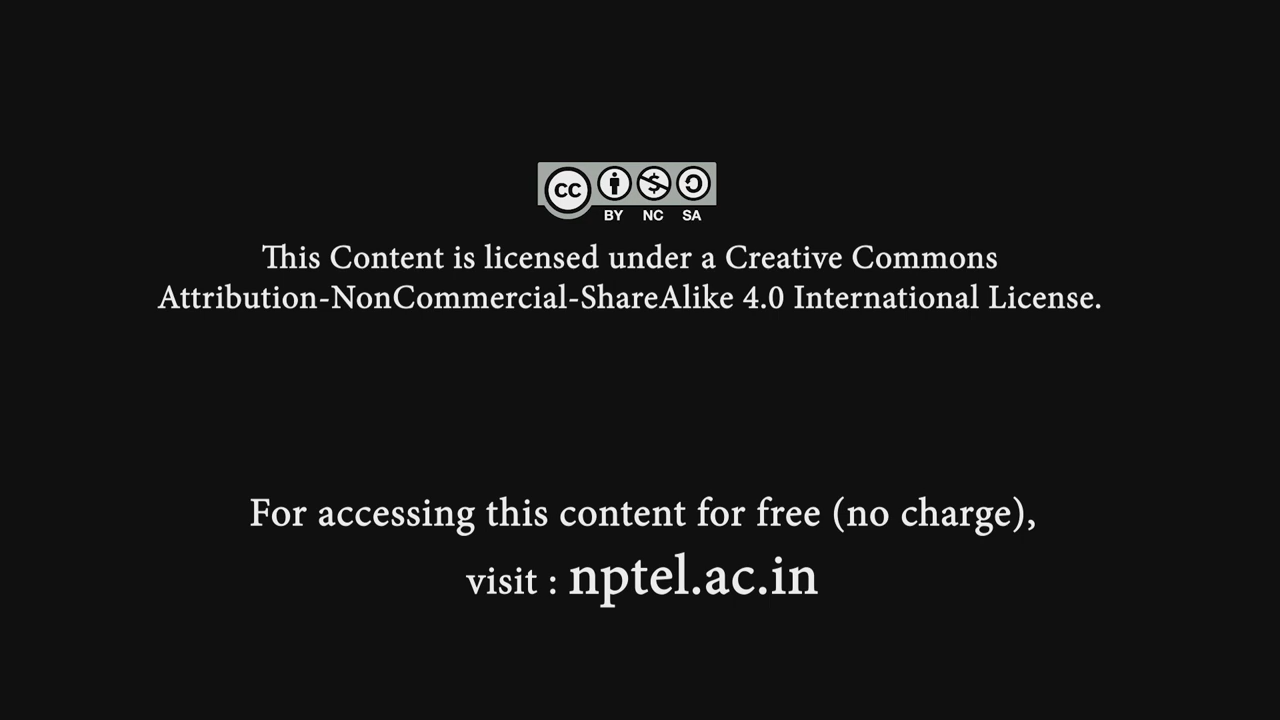 cc BY NC SA
This Content is licensed under a Creative Commons
Attribution-NonCommercial-ShareAlike 4.0 International License.
For accessing this content for free (no charge),
visit : nptel.ac.in